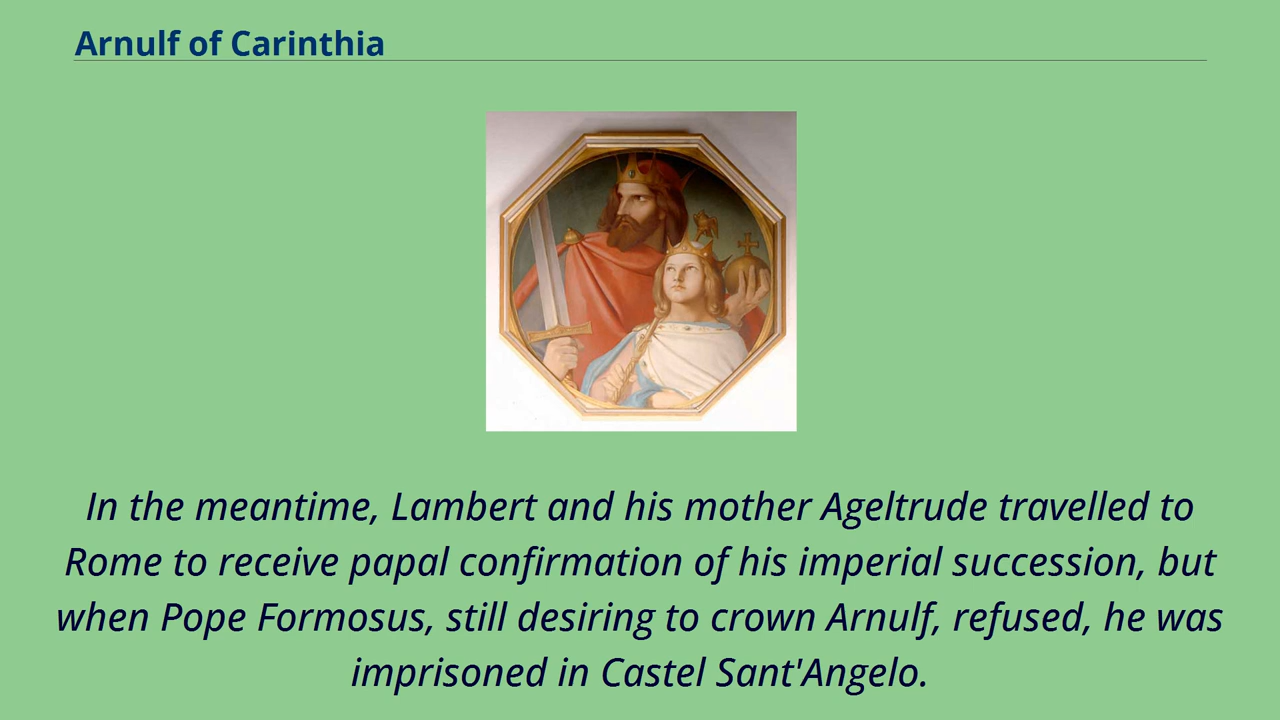 Arnulf of Carinthia
In the meantime, Lambert and his mother Ageltrude travelled to
Rome to receive papal confirmation of his imperial succession, but
when Pope Formosus, still desiring to crown Arnulf, refused, he was
imprisoned in Castel Sant'Angelo.